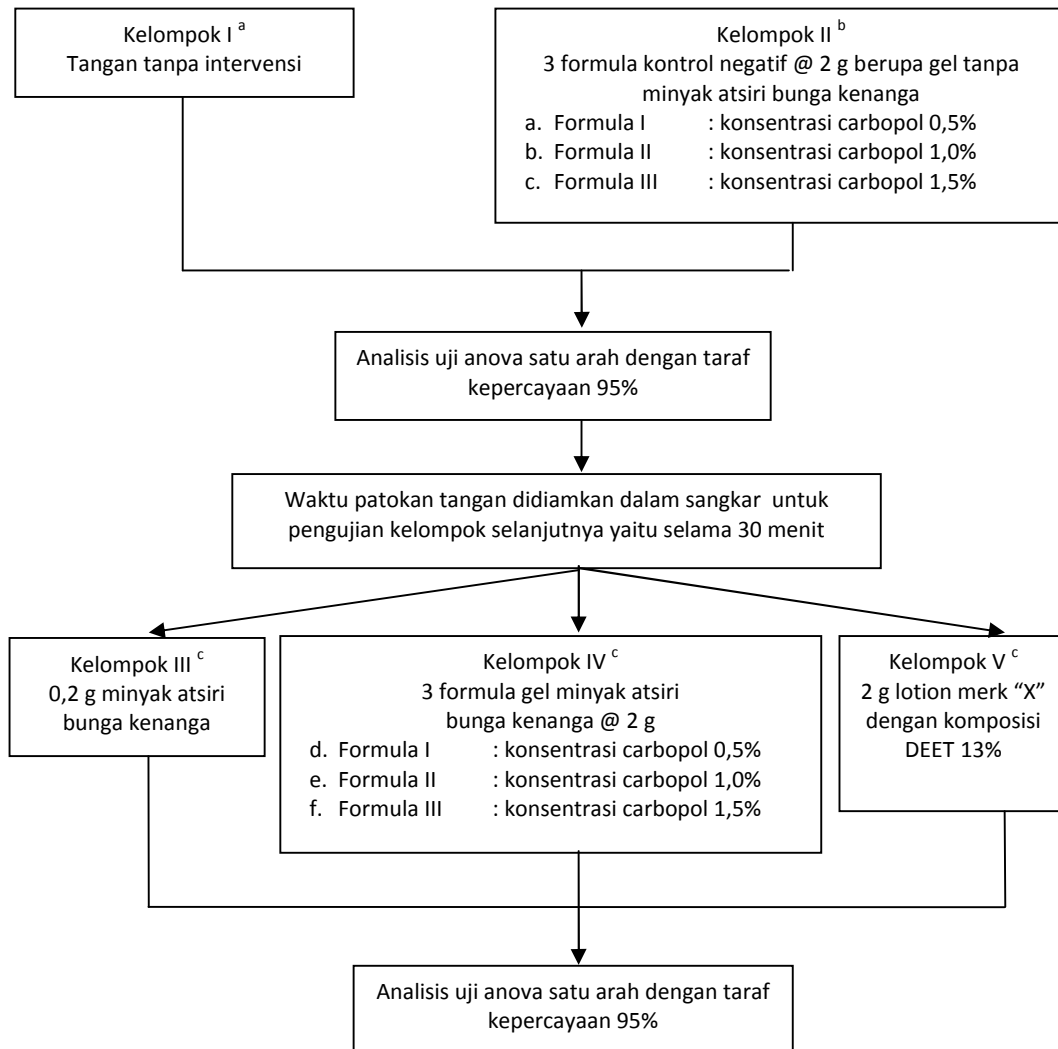 Kelompok I a
Tangan tanpa intervensi
Kelompok II b
3 formula kontrol negatif @ 2 g berupa gel tanpa
minyak atsiri bunga kenanga
a. Formula I : konsentrasi carbopol 0,5%
b. Formula II : konsentrasi carbopol 1,0%
c. Formula III : konsentrasi carbopol 1,5%
Analisis uji anova satu arah dengan taraf
kepercayaan 95%
Waktu patokan tangan didiamkan dalam sangkar untuk
pengujian kelompok selanjutnya yaitu selama 30 menit
Kelompok III c
0,2 g minyak atsiri
bunga kenanga
Kelompok IV c
3 formula gel minyak atsiri
bunga kenanga @ 2 g
d. Formula I : konsentrasi carbopol 0,5%
e. Formula II : konsentrasi carbopol 1,0%
f. Formula III : konsentrasi carbopol 1,5%
Kelompok V c
2 g lotion merk “X”
dengan komposisi
DEET 13%
Analisis uji anova satu arah dengan taraf
kepercayaan 95%